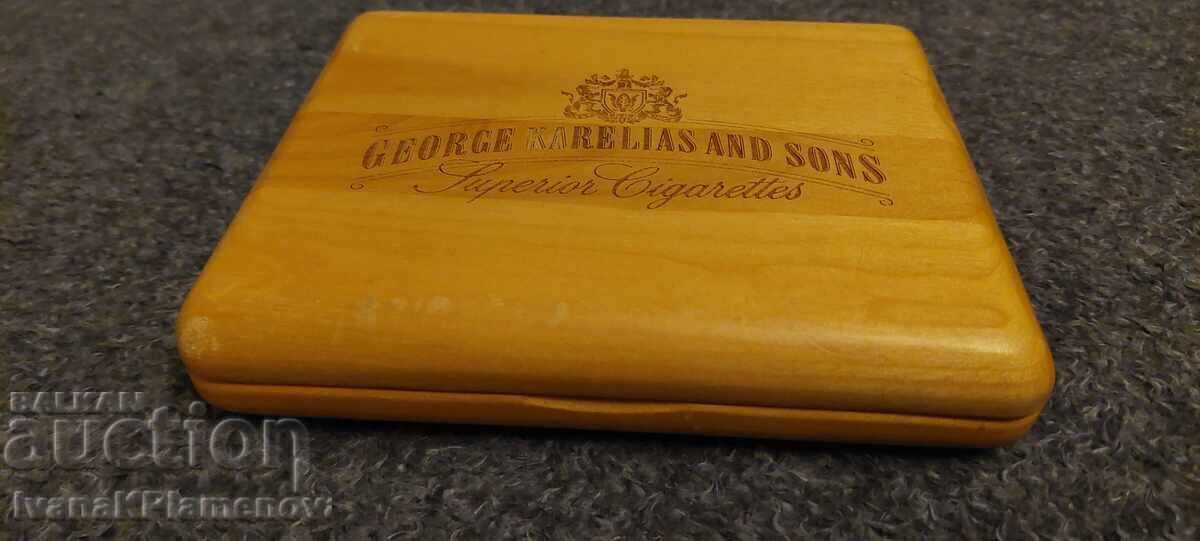 GEORGE KARELIAS AND SONS
Superior Cigarettes
BALKAN
auction
IvanaKPlamenov